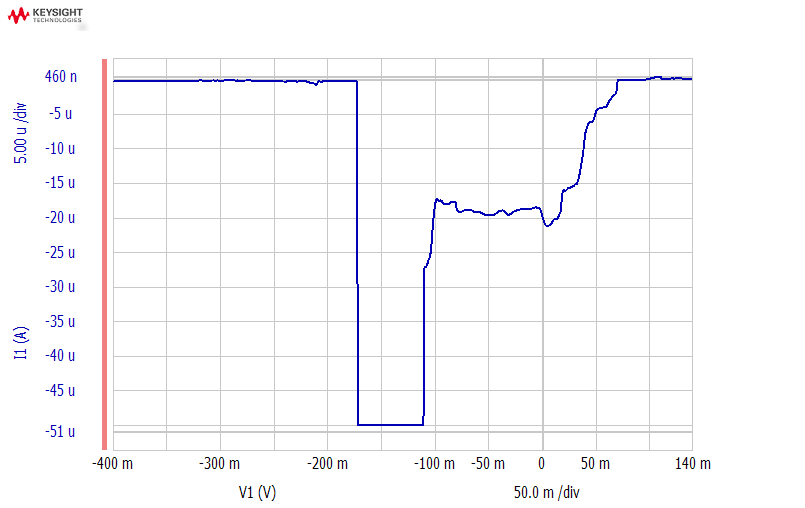 KEYSIGHT
TECHNOLOGIES
460 n
-5 u
-10 u
-15 u
-20 u
-25 u
-30 u
-35 u
-40 u
-45 u
-51 u
5.00 u /div
I1 (A)
-400 m -300 m -200 m -100 m -50 m 0 50 m 140 m
V1 (V) 50.0 m /div